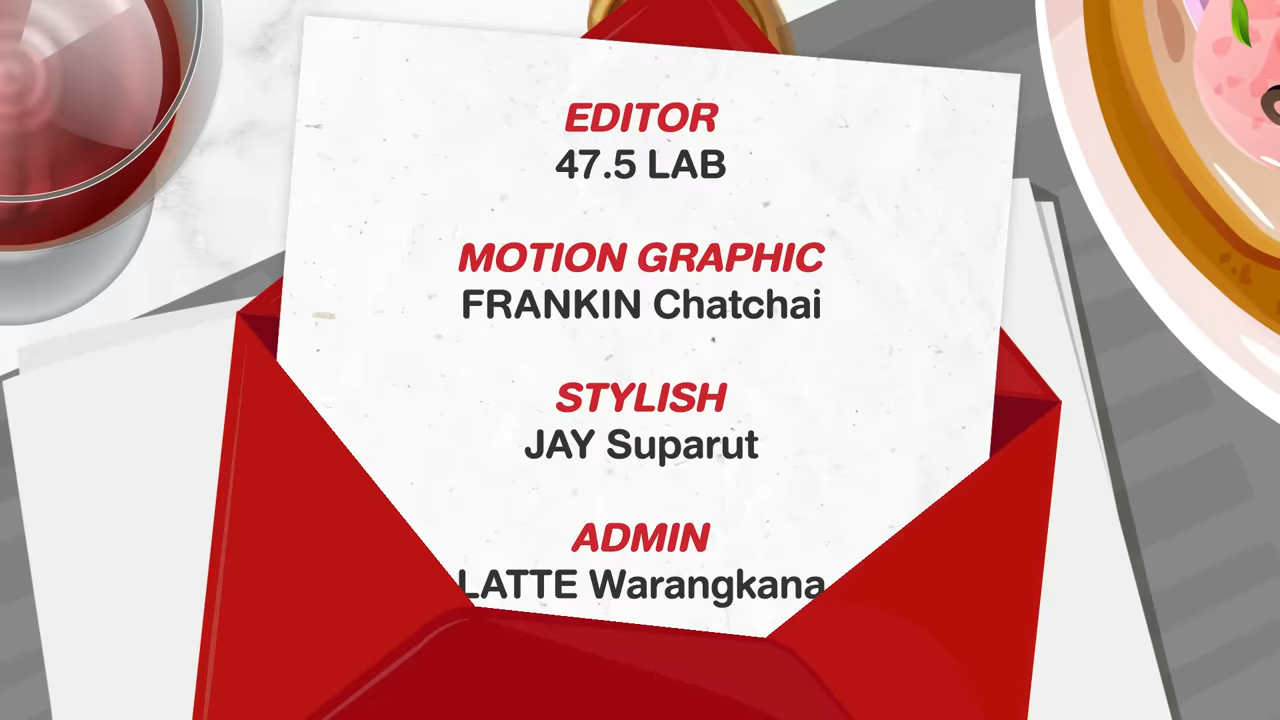 EDITOR
47.5 LAB
MOTION GRAPHIC
FRANKIN Chatchai
STYLISH
JAY Suparut
ADMIN
LATTE Warangkana